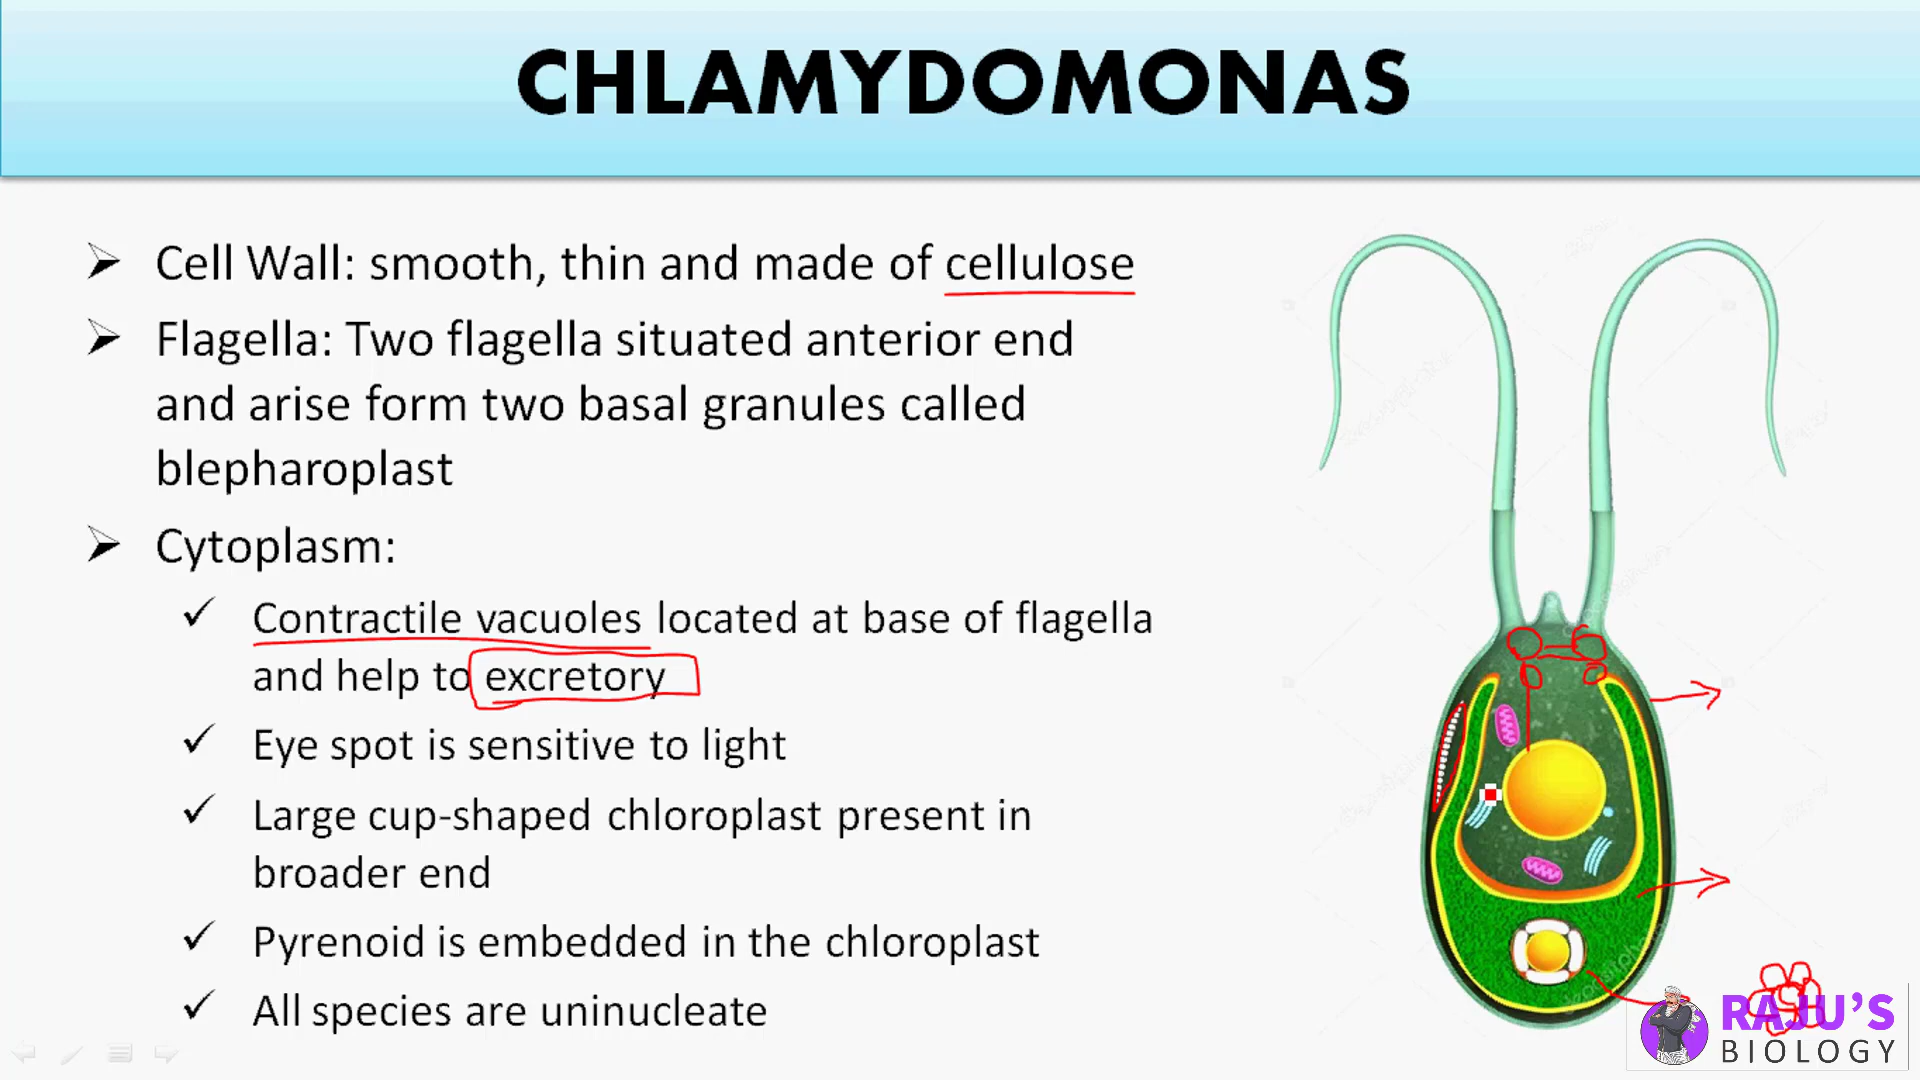 CHLAMYDOMONAS
Cell Wall: smooth, thin and made of cellulose
Flagella: Two flagella situated anterior end
and arise form two basal granules called
blepharoplast
Cytoplasm:
Contractile vacuoles located at base of flagella
and help to excretory
Eye spot is sensitive to light
Large cup-shaped chloroplast present in
broader end
Pyrenoid is embedded in the chloroplast
All species are uninucleate
RAJU'S
BIOLOGY